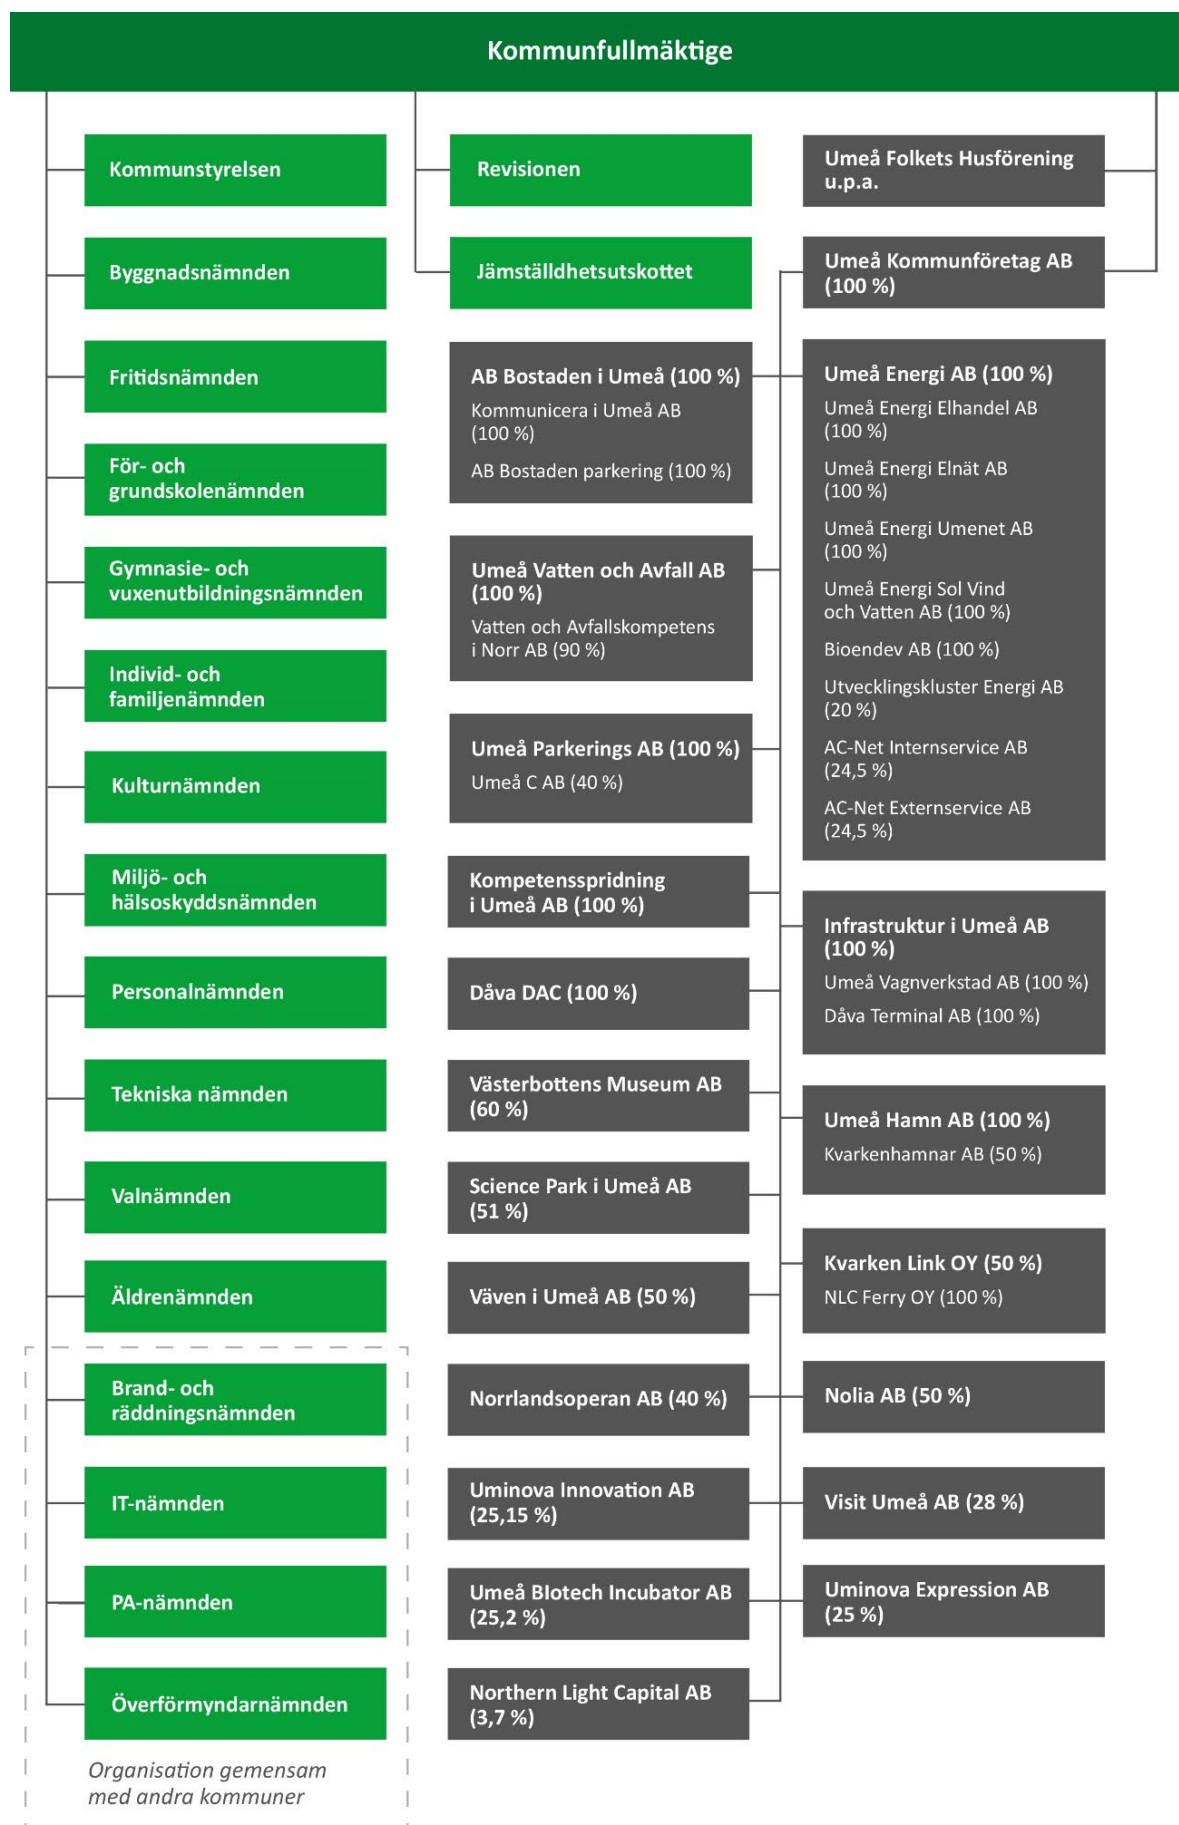 Kommunfullmäktige
Kommunstyrelsen
Byggnadsnämnden
Fritidsnämnden
För- och
grundskolenämnden
Gymnasie- och
vuxenutbildningsnämnden
Individ- och
familjenämnden
Kulturnämnden
Miljö- och
hälsoskyddsnämnden
Personalnämnden
Tekniska nämnden
Valnämnden
Äldrenämnden
Brand- och
räddningsnämnden
IT-nämnden
PA-nämnden
Överförmyndarnämnden
Organisation gemensam
med andra kommuner
Revisionen
Jämställdhetsutskottet
AB Bostaden i Umeå (100 %)
Kommunicera i Umeå AB
(100 %)
AB Bostaden parkering (100 %)
Umeå Vatten och Avfall AB
(100 %)
Vatten och Avfallskompetens
i Norr AB (90 %)
Umeå Parkerings AB (100 %)
Umeå C AB (40 %)
Kompetensspridning
i Umeå AB (100 %)
Dåva DAC (100 %)
Västerbottens Museum AB
(60 %)
Science Park i Umeå AB
(51 %)
Väven i Umeå AB (50 %)
Norrlandsoperan AB (40 %)
Uminova Innovation AB
(25,15 %)
Umeå BIotech Incubator AB
(25,2 %)
Northern Light Capital AB
(3,7 %)
Umeå Folkets Husförening
u.p.a.
Umeå Kommunföretag AB
(100 %)
Umeå Energi AB (100 %)
Umeå Energi Elhandel AB
(100 %)
Umeå Energi Elnät AB
(100 %)
Umeå Energi Umenet AB
(100 %)
Umeå Energi Sol Vind
och Vatten AB (100 %)
Bioendev AB (100 %)
Utvecklingskluster Energi AB
(20 %)
AC-Net Internservice AB
(24,5 %)
AC-Net Externservice AB
(24,5 %)
Infrastruktur i Umeå AB
(100 %)
Umeå Vagnverkstad AB (100 %)
Dåva Terminal AB (100 %)
Umeå Hamn AB (100 %)
Kvarkenhamnar AB (50 %)
Kvarken Link OY (50 %)
NLC Ferry OY (100 %)
Nolia AB (50 %)
Visit Umeå AB (28 %)
Uminova Expression AB
(25 %)